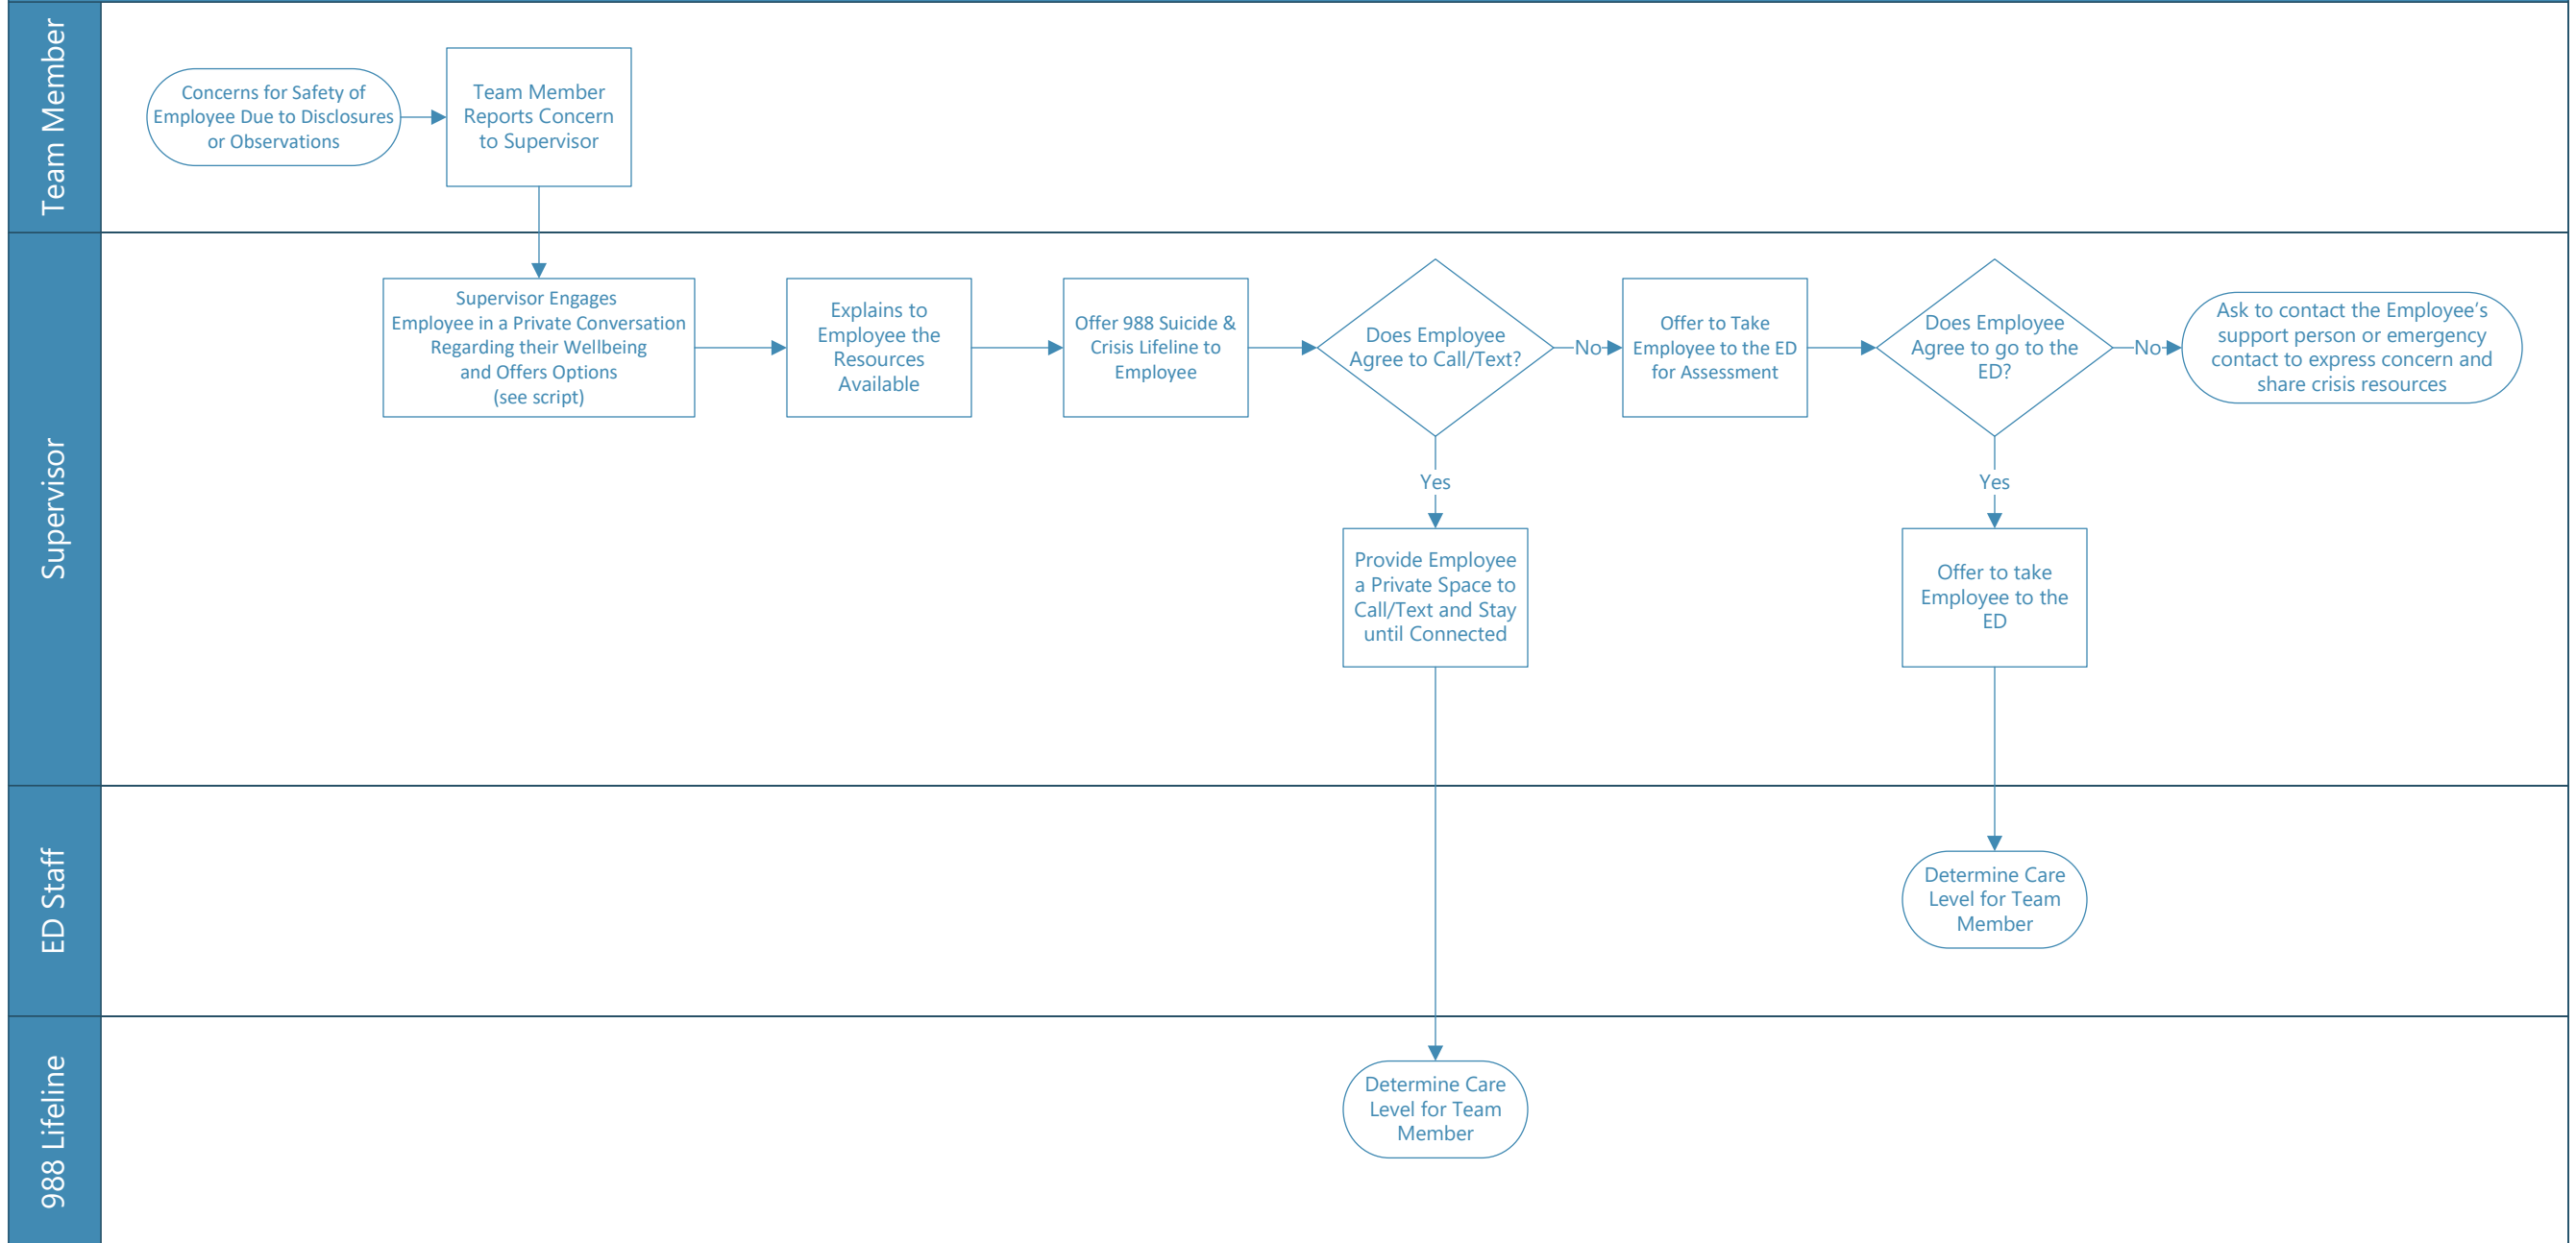 Team Member
Concerns for Safety of
Employee Due to Disclosures
or Observations
Team Member
Reports Concern
to Supervisor
Supervisor
Supervisor Engages
Employee in a Private Conversation
Regarding their Wellbeing
and Offers Options
(see script)
Explains to
Employee the
Resources
Available
Offer 988 Suicide &
Crisis Lifeline to
Employee
Does Employee
Agree to Call/Text?
No
Offer to Take
Employee to the ED
for Assessment
Does Employee
Agree to go to the
ED?
No
Ask to contact the Employee’s
support person or emergency
contact to express concern and
share crisis resources
Yes
Yes
Provide Employee
a Private Space to
Call/Text and Stay
until Connected
Offer to take
Employee to the
ED
ED Staff
Determine Care
Level for Team
Member
988 Lifeline
Determine Care
Level for Team
Member